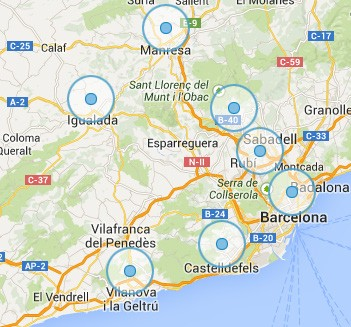 Súria
Sallent
El Moianès
E-9
C-25
Calaf
Manresa
C-17
C-59
Sant Llorenç del
Munt i l'Obac
A-2
B-40
Granolle
Igualada
Coloma
Queralt
Esparreguera
Sabadell
C-33
N-II
Rubí
Montcada
C-37
Serra de
Collserola
Badalona
Barcelona
B-24
Vilafranca
del Penedès
B-20
AP-2
Castelldefels
El Vendrell
Vilanova
i la Geltrú